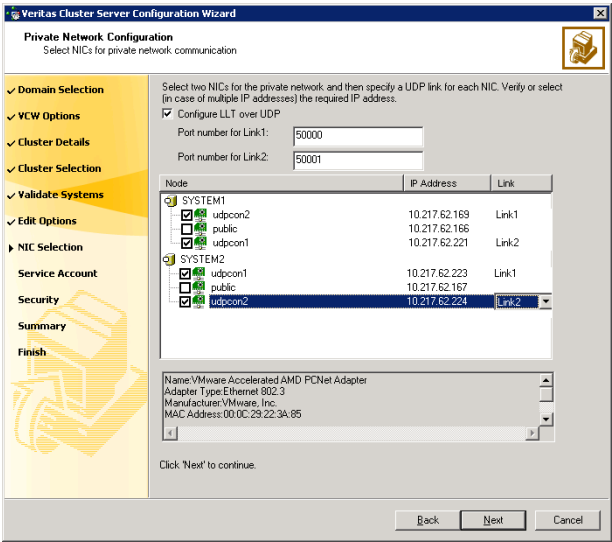 Veritas Cluster Server Configuration Wizard
Private Network Configuration
Select NICs for private network communication
Domain Selection
VCW Options
Cluster Details
Cluster Selection
Validate Systems
Edit Options
NIC Selection
Service Account
Security
Summary
Finish
Select two NICs for the private network and then specify a UDP link for each NIC. Verify or select
(in case of multiple IP addresses) the required IP address.
Configure LLT over UDP
Port number for Link1: 50000
Port number for Link2: 50001
Node IP Address Link
SYSTEM1
udpcon2 10.217.62.169 Link1
public 10.217.62.166
udpcon1 10.217.62.221 Link2
SYSTEM2
udpcon1 10.217.62.223 Link1
public 10.217.62.167
udpcon2 10.217.62.224 Link2
Name:VMware Accelerated AMD PCNet Adapter
Adapter Type:Ethernet 802.3
Manufacturer:VMware, Inc.
MAC Address:00:0C:29:22:3A:85
Click 'Next' to continue.
Back Next Cancel